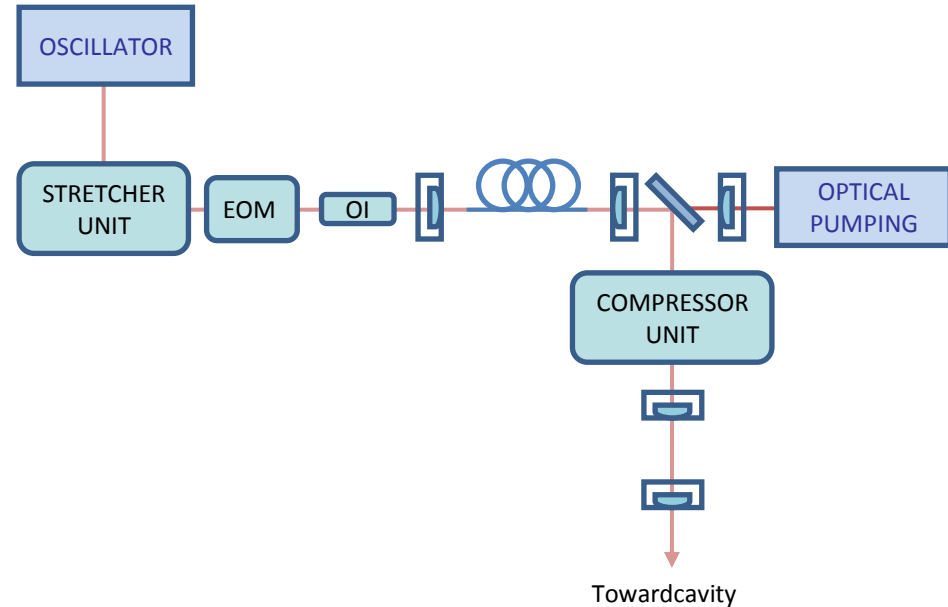 OSCILLATOR
STRETCHER
UNIT
EOM
OI
OPTICAL
PUMPING
COMPRESSOR
UNIT
Towardcavity